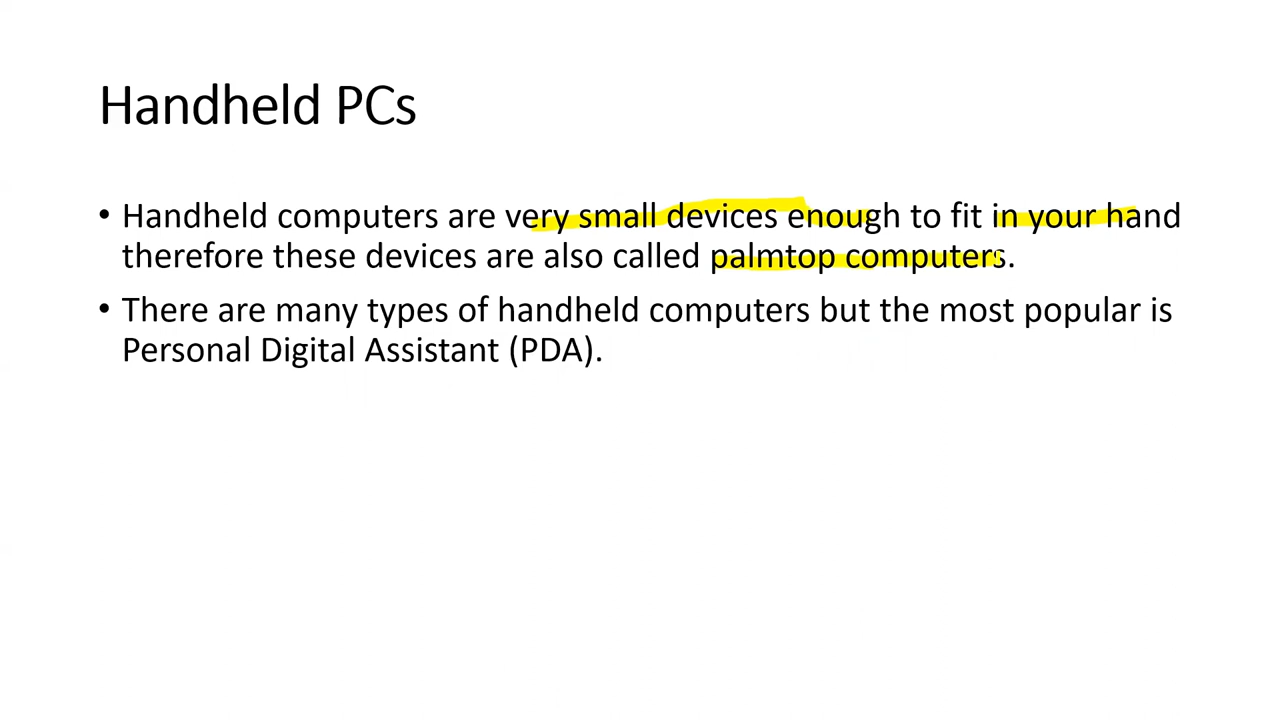 Handheld PCs
• Handheld computers are very small devices enough to fit in your hand
therefore these devices are also called palmtop computers.
• There are many types of handheld computers but the most popular is
Personal Digital Assistant (PDA).